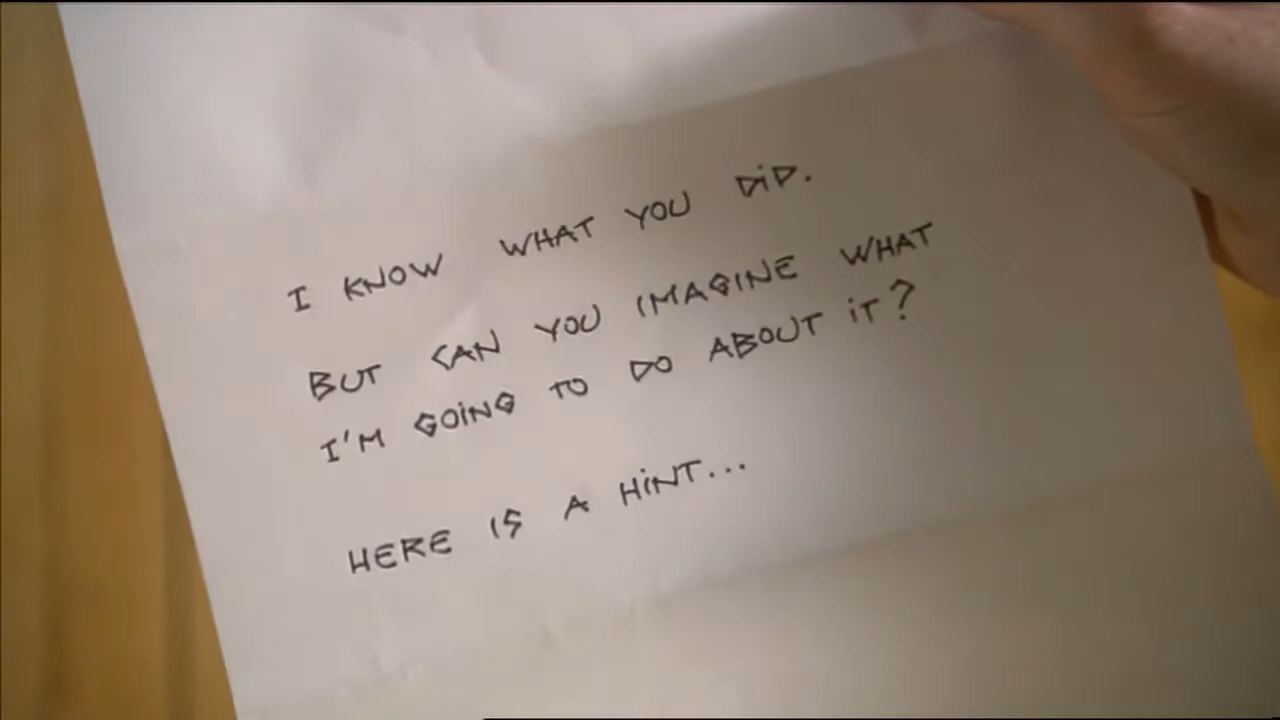 I KNOW WHAT YOU DiD.
BUT CAN YOU IMAGINE WHAT
I'M GOiNG TO DO ABOUT iT?
HERE IS A HiNT...